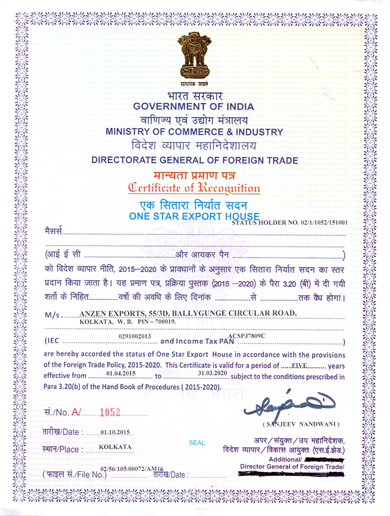 सत्यमेव जयते
भारत सरकार
GOVERNMENT OF INDIA
वाणिज्य एवं उद्योग मंत्रालय
MINISTRY OF COMMERCE & INDUSTRY
विदेश व्यापार महानिदेशालय
DIRECTORATE GENERAL OF FOREIGN TRADE
मान्यता प्रमाण पत्र
Certificate of Recognition
एक सितारा निर्यात सदन
ONE STAR EXPORT HOUSE
STATUS HOLDER NO. 02/1/1052/151001
मैसर्स
(आई ई सी और आयकर पैन )
को विदेश व्यापार नीति, 2015–2020 के प्रावधानों के अनुसार एक सितारा निर्यात सदन का स्तर
प्रदान किया जाता है। यह प्रमाण पत्र, प्रक्रिया पुस्तक (2015 –2020) के पैरा 3.20 (बी) में दी गयी
शर्तो के निहित वर्षो की अवधि के लिए दिनांक से तक वैध होगा।
M/s ANZEN EXPORTS, 55/3D, BALLYGUNGE CIRCULAR ROAD,
KOLKATA, W. B. PIN – 700019.
(IEC 0291002013 and Income Tax PAN ACSPJ7809C )
are hereby accorded the status of One Star Export House in accordance with the provisions
of the Foreign Trade Policy, 2015-2020. This Certificate is valid for a period of FIVE years
effective from 01.04.2015 to 31.03.2020 subject to the conditions prescribed in
Para 3.20(b) of the Hand Book of Procedures ( 2015-2020).
सं./No. A/ 1052
(SANJEEV NANDWANI)
तारीख/Date : 01.10.2015
स्थान/Place : KOLKATA
SEAL
अपर/संयुक्त/उप महानिदेशक,
विदेश व्यापार/विकास आयुक्त (एस.ई.झेड.)
Additional/
(फाइल सं./File No.) 02/56/105/00072/AM16 तारीख/Date :
Director General of Foreign Trade/